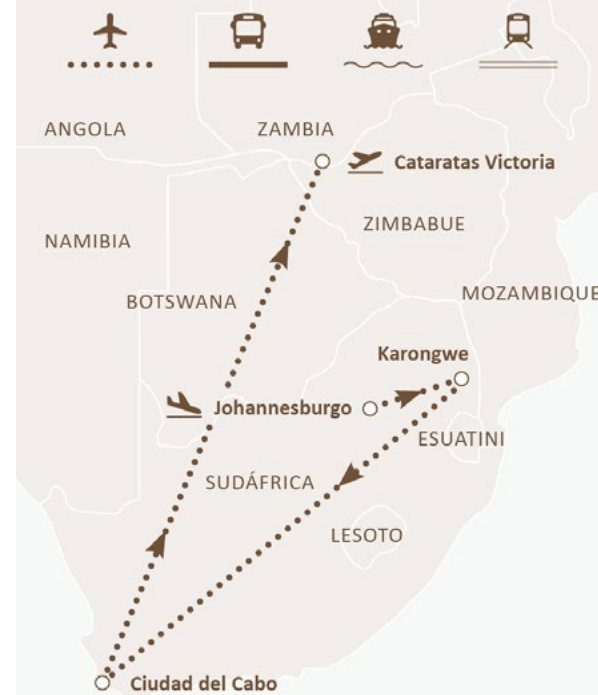 ANGOLA
ZAMBIA
Cataratas Victoria
ZIMBABUE
NAMIBIA
MOZAMBIQUE
BOTSWANA
Karongwe
Johannesburgo
ESUATINI
SUDÁFRICA
LESOTO
Ciudad del Cabo